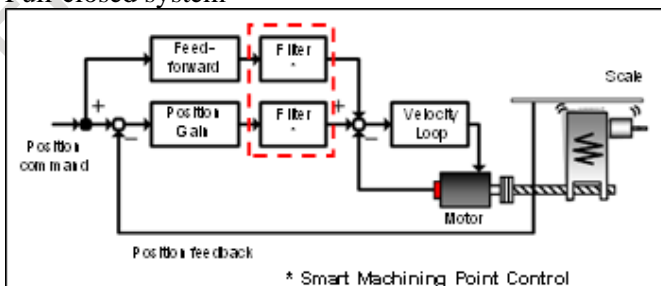 Full-closed system
Feed-
forward
Filter
*
Scale
Position
Gain
Filter
*
Velocity
Loop
+
−
+
−
Position
command
Motor
Position feedback
* Smart Machining Point Control